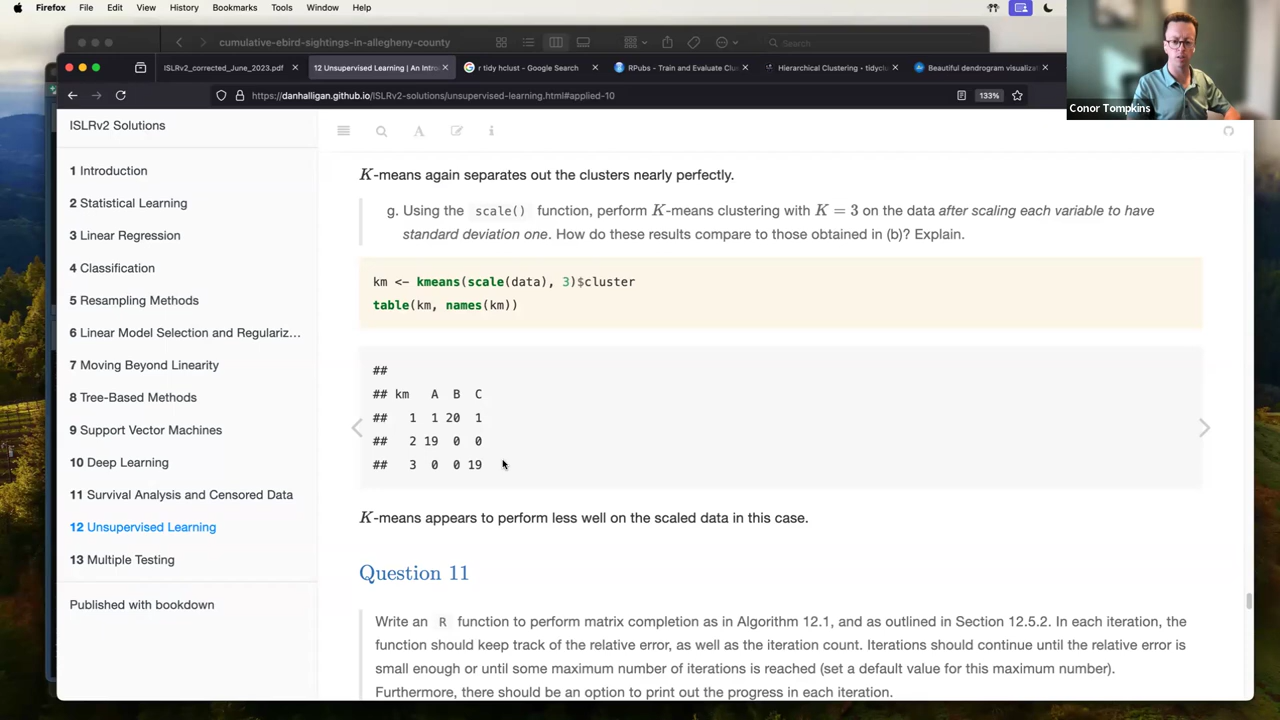 Firefox File Edit View History Bookmarks Tools Window Help
cumulative-ebird-sightings-in-allegheny-county
Search
ISLRv2_corrected_June_2023.pdf
12 Unsupervised Learning | An Intro
r tidy hclust - Google Search
RPubs - Train and Evaluate Clu
Hierarchical Clustering • tidycl
Beautiful dendrogram visualizat
https://danhalligan.github.io/ISLRv2-solutions/unsupervised-learning.html#applied-10
133%
Conor Tompkins
ISLRv2 Solutions
1 Introduction
2 Statistical Learning
3 Linear Regression
4 Classification
5 Resampling Methods
6 Linear Model Selection and Regulariz…
7 Moving Beyond Linearity
8 Tree-Based Methods
9 Support Vector Machines
10 Deep Learning
11 Survival Analysis and Censored Data
12 Unsupervised Learning
13 Multiple Testing
Published with bookdown
K-means again separates out the clusters nearly perfectly.
g. Using the scale() function, perform K-means clustering with K = 3 on the data after scaling each variable to have
standard deviation one. How do these results compare to those obtained in (b)? Explain.
km <- kmeans(scale(data), 3)$cluster
table(km, names(km))
##
## km A B C
## 1 1 20 1
## 2 19 0 0
## 3 0 0 19
K-means appears to perform less well on the scaled data in this case.
Question 11
Write an R function to perform matrix completion as in Algorithm 12.1, and as outlined in Section 12.5.2. In each iteration, the
function should keep track of the relative error, as well as the iteration count. Iterations should continue until the relative error is
small enough or until some maximum number of iterations is reached (set a default value for this maximum number).
Furthermore, there should be an option to print out the progress in each iteration.